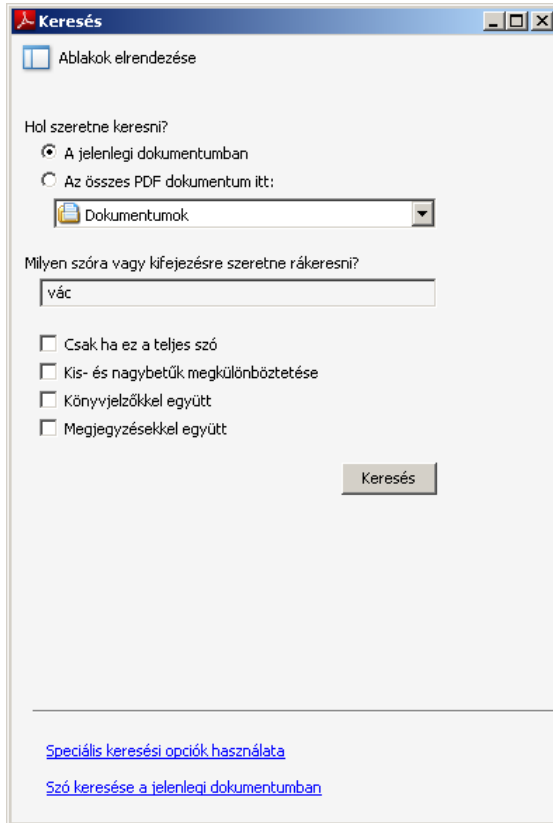 Keresés
Ablakok elrendezése
Hol szeretne keresni?
A jelenlegi dokumentumban
Az összes PDF dokumentum itt:
Dokumentumok
Milyen szóra vagy kifejezésre szeretne rákeresni?
vác
Csak ha ez a teljes szó
Kis- és nagybetűk megkülönböztetése
Könyvjelzőkkel együtt
Megjegyzésekkel együtt
Keresés
Speciális keresési opciók használata
Szó keresése a jelenlegi dokumentumban